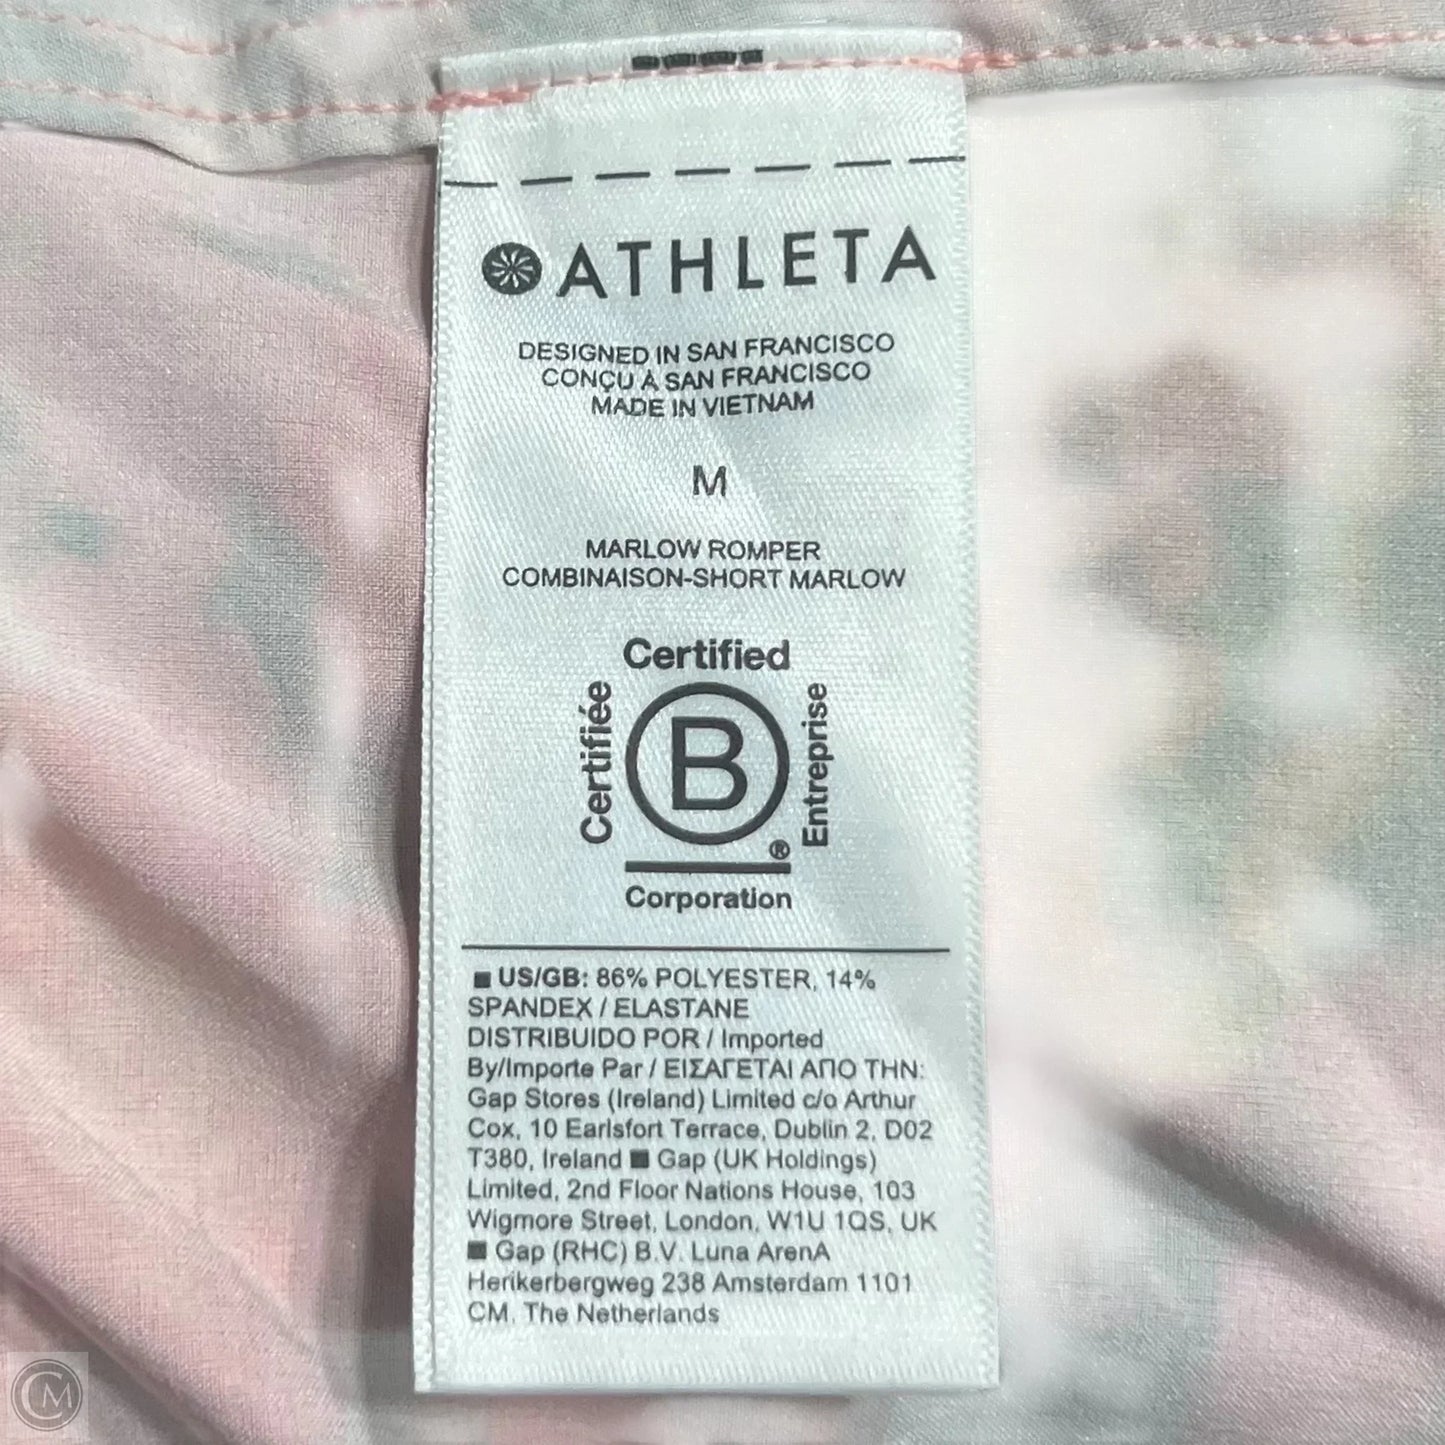 ATHLETA
DESIGNED IN SAN FRANCISCO
CONÇU À SAN FRANCISCO
MADE IN VIETNAM
M
MARLOW ROMPER
COMBINAISON-SHORT MARLOW
Certified
Certifiée
B
Entreprise
®
Corporation
■ US/GB: 86% POLYESTER, 14%
SPANDEX / ELASTANE
DISTRIBUIDO POR / Imported
By/Importe Par / ΕΙΣΑΓΕΤΑΙ ΑΠΟ ΤΗΝ:
Gap Stores (Ireland) Limited c/o Arthur
Cox, 10 Earlsfort Terrace, Dublin 2, D02
T380, Ireland ■ Gap (UK Holdings)
Limited, 2nd Floor Nations House, 103
Wigmore Street, London, W1U 1QS, UK
■ Gap (RHC) B.V. Luna ArenA
Herikerbergweg 238 Amsterdam 1101
CM, The Netherlands
CM